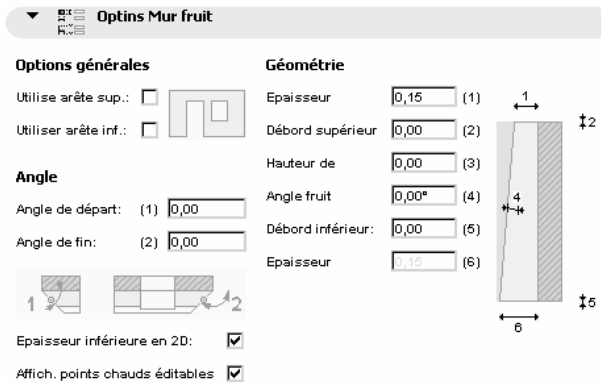 Optins Mur fruit
Options générales
Utilise arête sup.:
Utiliser arête inf.:
Angle
Angle de départ: (1) 0,00
Angle de fin: (2) 0,00
1 2
Epaisseur inférieure en 2D:
Affich. points chauds éditables
Géométrie
Epaisseur 0,15 (1)
Débord supérieur 0,00 (2)
Hauteur de 0,00 (3)
Angle fruit 0,00° (4)
Débord inférieur: 0,00 (5)
Epaisseur 0,15 (6)
1
2
4
5
6